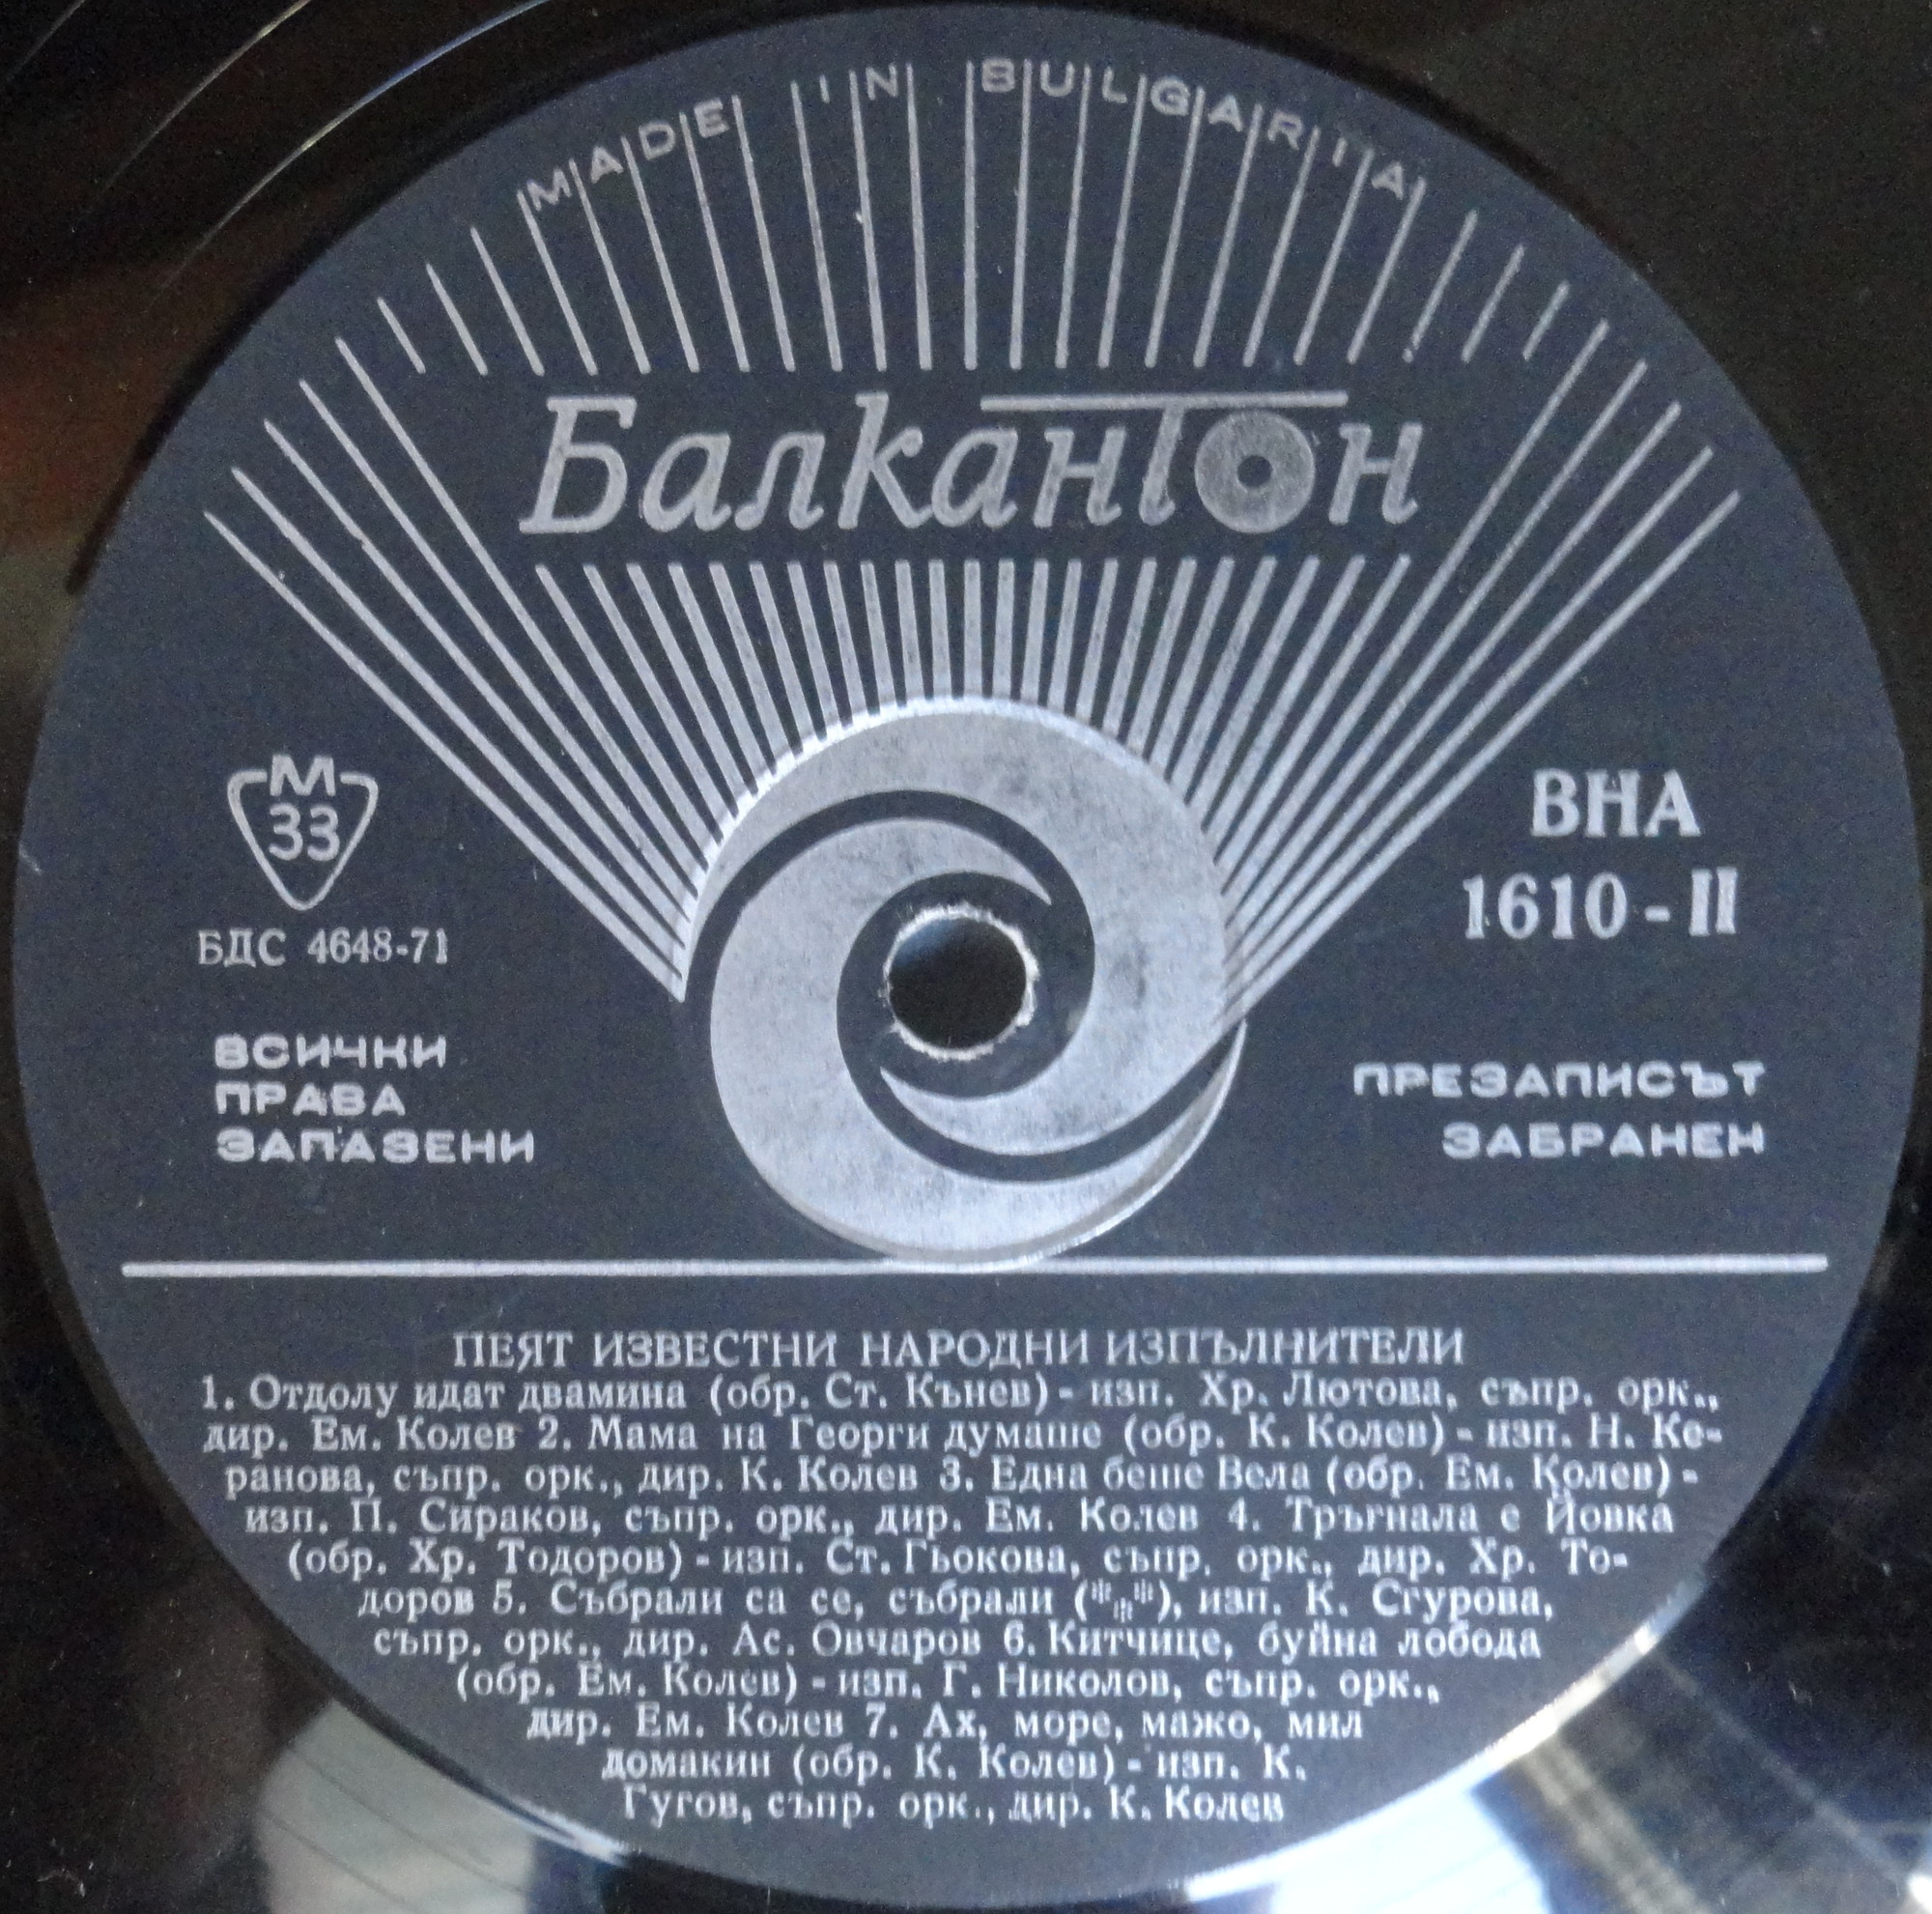 MADE IN BULGARIA
Балкантон
М
33
БДС 4648-71
ВНА
1610-II
ВСИЧКИ
ПРАВА
ЗАПАЗЕНИ
ПРЕЗАПИСЪТ
ЗАБРАНЕН
ПЕЯТ ИЗВЕСТНИ НАРОДНИ ИЗПЪЛНИТЕЛИ
1. Отдолу идат двамина (обр. Ст. Кънев) - изп. Хр. Лютова, съпр. орк.,
дир. Ем. Колев 2. Мама на Георги думаше (обр. К. Колев) - изп. Н. Ке-
ранова, съпр. орк., дир. К. Колев 3. Една беше Вела (обр. Ем. Колев) -
изп. П. Сираков, съпр. орк., дир. Ем. Колев 4. Тръгнала е Йовка
(обр. Хр. Тодоров) - изп. Ст. Гьокова, съпр. орк., дир. Хр. То-
доров 5. Събрали са се, събрали (***), изп. К. Сгурова,
съпр. орк., дир. Ас. Овчаров 6. Китчице, буйна лобода
(обр. Ем. Колев) - изп. Г. Николов, съпр. орк.,
дир. Ем. Колев 7. Ах, море, мажо, мил
домакин (обр. К. Колев) - изп. К.
Гугов, съпр. орк., дир. К. Колев